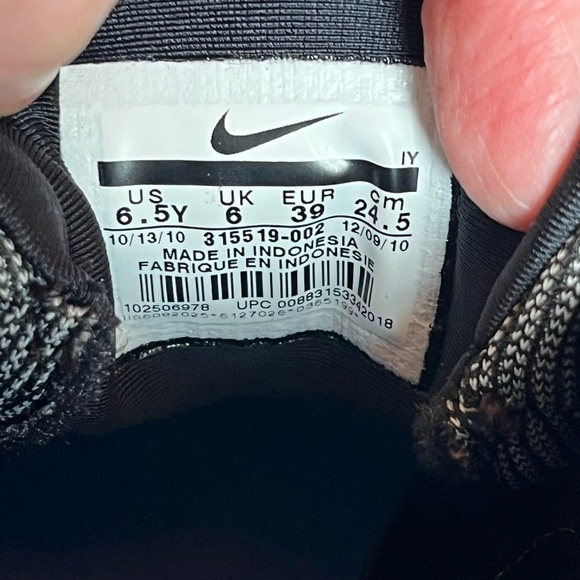 IY
US UK EUR cm
6.5Y 6 39 24.5
10/13/10 315519-002 12/09/10
MADE IN INDONESIA
FABRIQUE EN INDONESIE
102506978 UPC 00883153342018